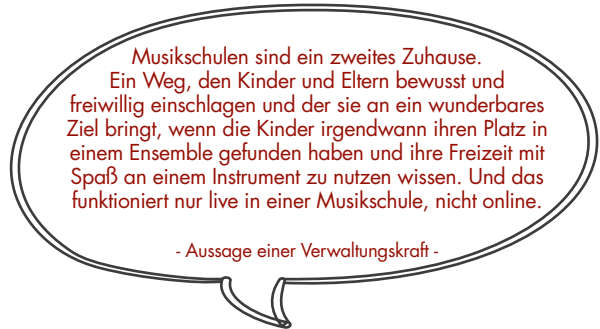 Musikschulen sind ein zweites Zuhause.
Ein Weg, den Kinder und Eltern bewusst und
freiwillig einschlagen und der sie an ein wunderbares
Ziel bringt, wenn die Kinder irgendwann ihren Platz in
einem Ensemble gefunden haben und ihre Freizeit mit
Spaß an einem Instrument zu nutzen wissen. Und das
funktioniert nur live in einer Musikschule, nicht online.
- Aussage einer Verwaltungskraft -